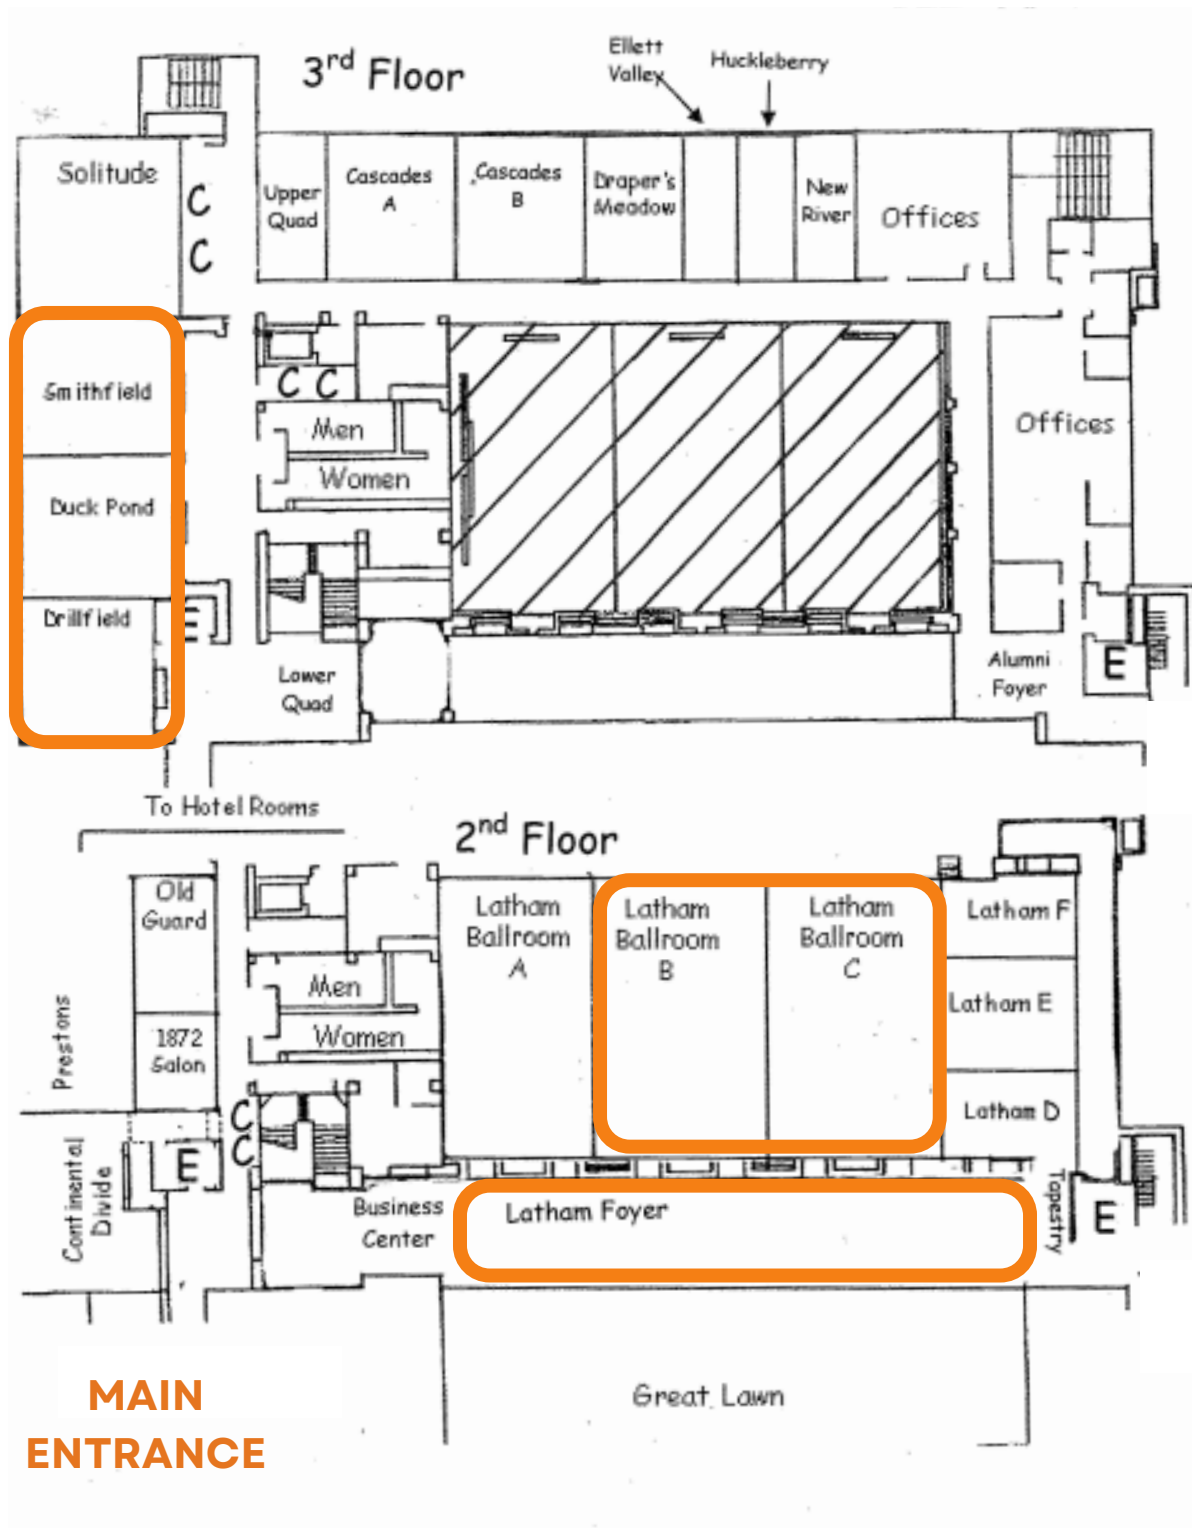 3rd Floor
Ellett
Valley
Huckleberry
Solitude
C
C
Upper
Quad
Cascades
A
Cascades
B
Draper's
Meadow
New
River
Offices
Smithfield
Duck Pond
Drillfield
E
C C
Men
Women
Lower
Quad
Offices
Alumni
Foyer
E
To Hotel Rooms
2nd Floor
Old
Guard
1872
Salon
Prestons
Continental
Divide
E
C
C
Men
Women
Latham
Ballroom
A
Latham
Ballroom
B
Latham
Ballroom
C
Latham F
Latham E
Latham D
Business
Center
Latham Foyer
Tapestry
E
Great Lawn
MAIN
ENTRANCE